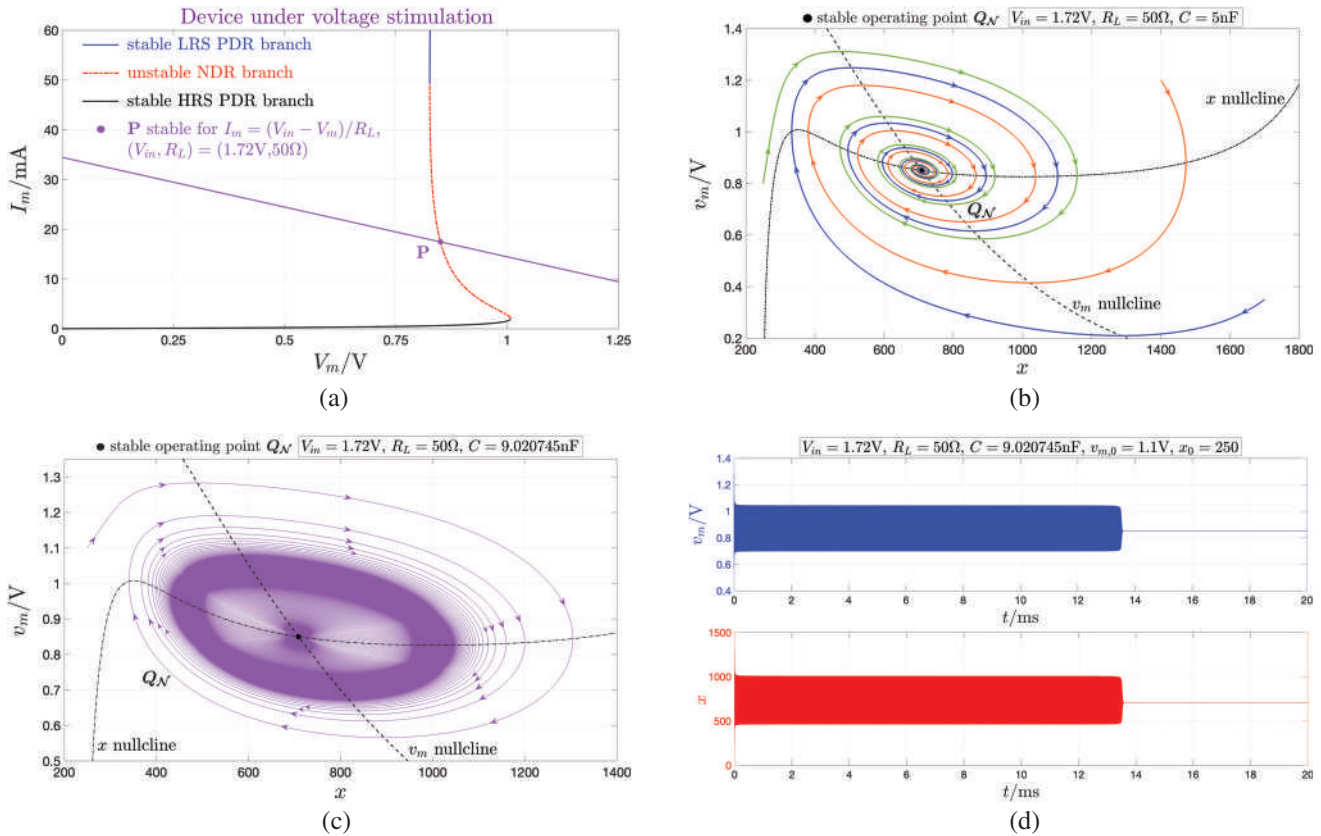 Device under voltage stimulation
60
50
40
30
20
10
0
I_m/mA
stable LRS PDR branch
unstable NDR branch
stable HRS PDR branch
P stable for I_m = (V_in − V_m)/R_L,
(V_in, R_L) = (1.72V,50Ω)
P
0 0.25 0.5 0.75 1 1.25
V_m/V
(a)
stable operating point Q_𝒩 V_in = 1.72V, R_L = 50Ω, C = 5nF
1.4
1.2
1
0.8
0.6
0.4
0.2
v_m/V
x nullcline
Q_𝒩
v_m nullcline
200 400 600 800 1000 1200 1400 1600 1800
x
(b)
stable operating point Q_𝒩 V_in = 1.72V, R_L = 50Ω, C = 9.020745nF
1.3
1.2
1.1
1
0.9
0.8
0.7
0.6
0.5
v_m/V
Q_𝒩
x nullcline
v_m nullcline
200 400 600 800 1000 1200 1400
x
(c)
V_in = 1.72V, R_L = 50Ω, C = 9.020745nF, v_m,0 = 1.1V, x_0 = 250
1.4
1.2
1
0.8
0.6
0.4
v_m/V
0 2 4 6 8 10 12 14 16 18 20
t/ms
1500
1000
500
0
x
0 2 4 6 8 10 12 14 16 18 20
t/ms
(d)